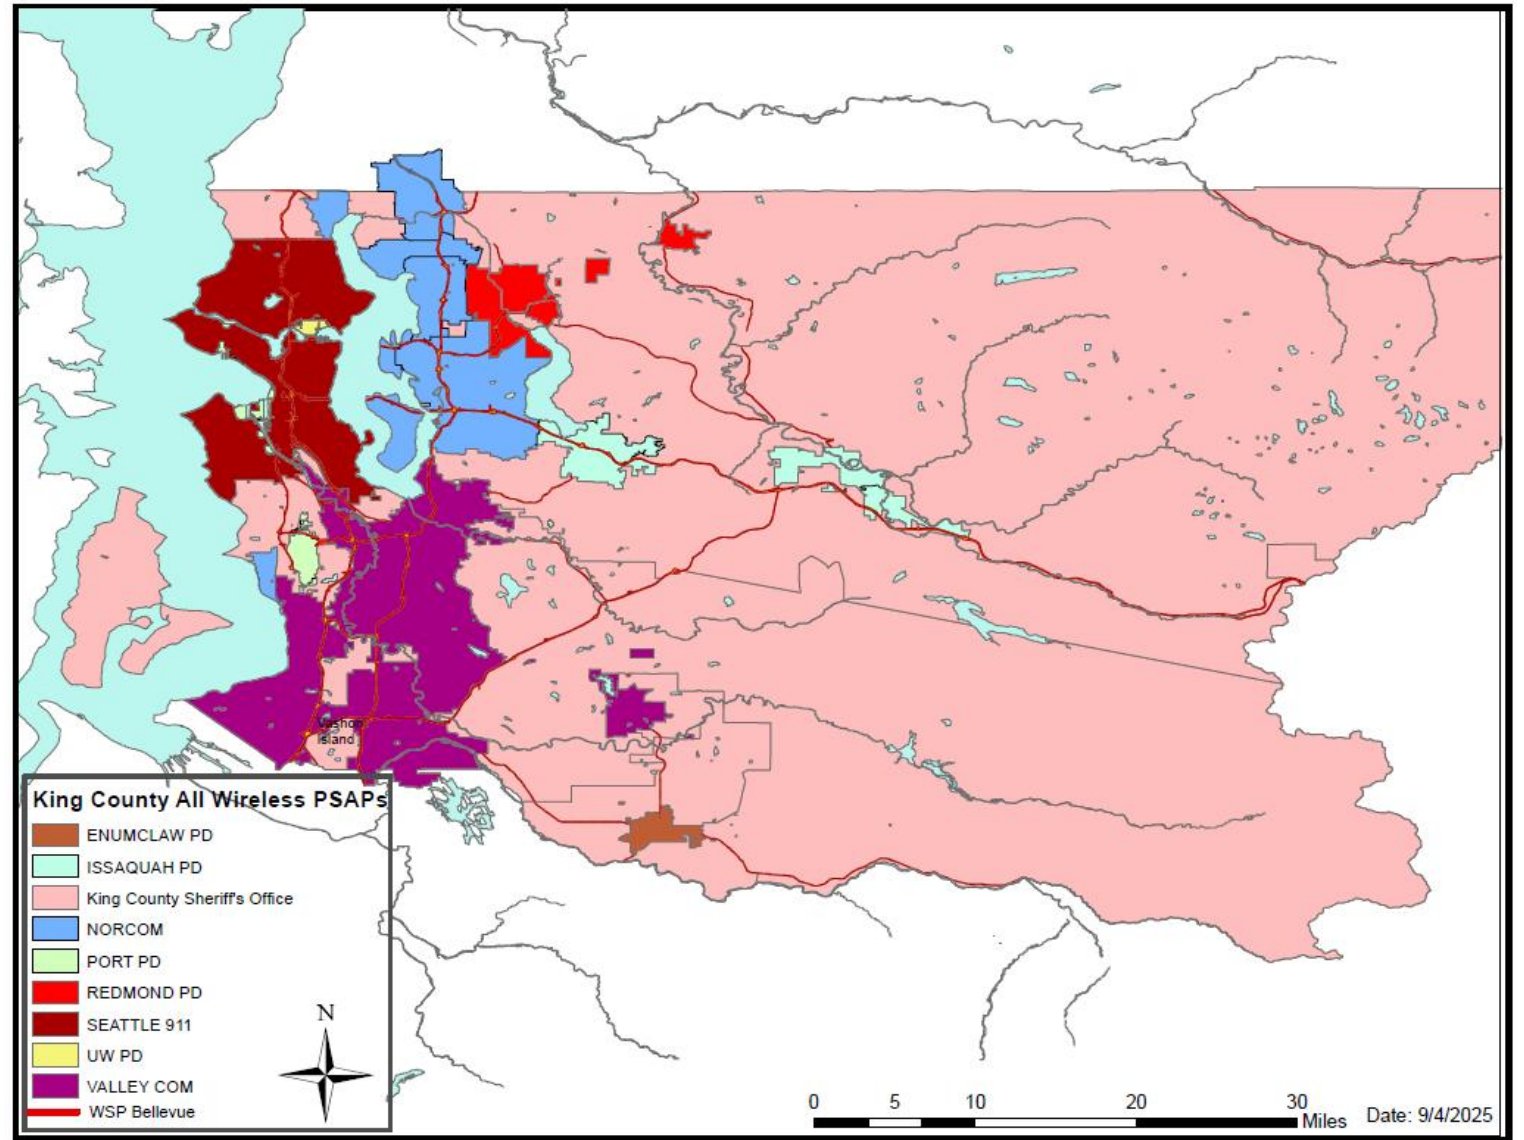 Vashon
Island
King County All Wireless PSAPs
ENUMCLAW PD
ISSAQUAH PD
King County Sheriff's Office
NORCOM
PORT PD
REDMOND PD
SEATTLE 911
UW PD
VALLEY COM
WSP Bellevue
N
0 5 10 20 30
Miles
Date: 9/4/2025